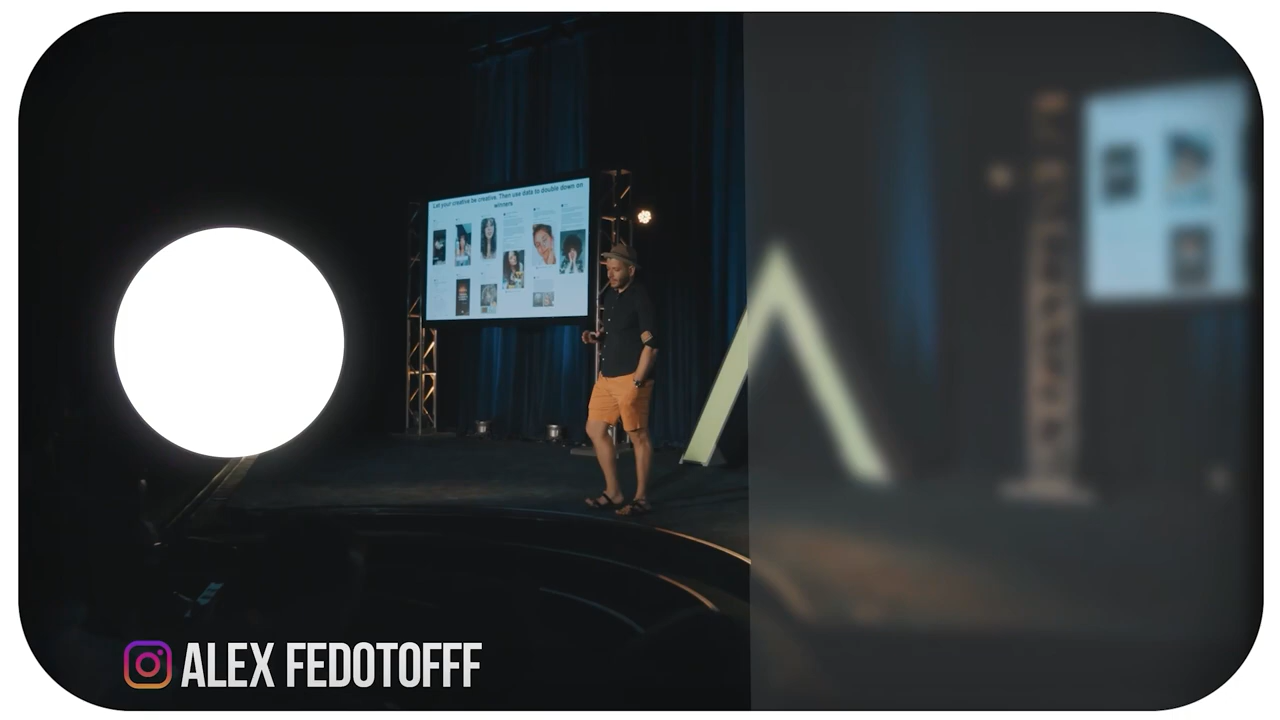 Let your creative be creative. Then use data to double down on
winners
ALEX FEDOTOFFF